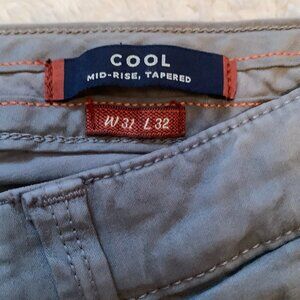 COOL
MID-RISE, TAPERED
W 31 L 32